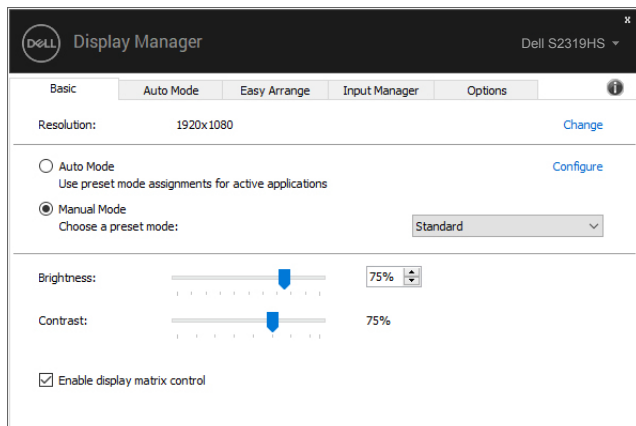 x
DELL Display Manager Dell S2319HS
Basic Auto Mode Easy Arrange Input Manager Options i
Resolution: 1920x1080 Change
Auto Mode Configure
Use preset mode assignments for active applications
Manual Mode
Choose a preset mode: Standard
Brightness: 75%
Contrast: 75%
Enable display matrix control